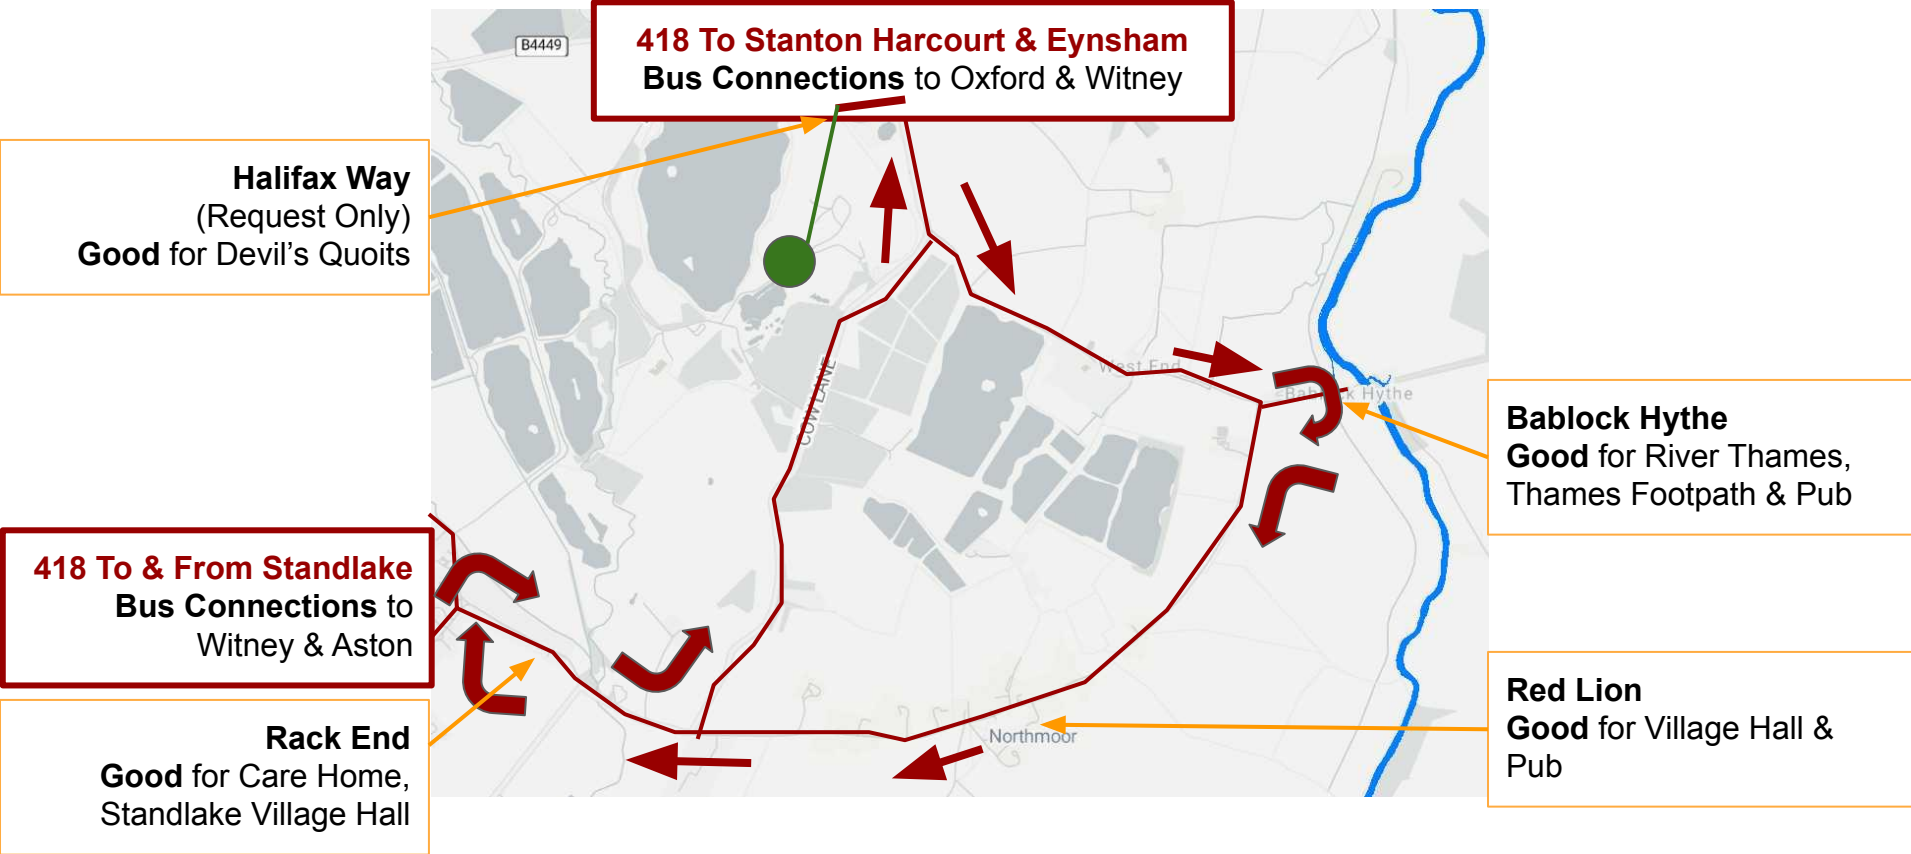 B4449
418 To Stanton Harcourt & Eynsham
Bus Connections to Oxford & Witney
Halifax Way
(Request Only)
Good for Devil's Quoits
COW LANE
West End
Bablock Hythe
Bablock Hythe
Good for River Thames,
Thames Footpath & Pub
418 To & From Standlake
Bus Connections to
Witney & Aston
Rack End
Good for Care Home,
Standlake Village Hall
Northmoor
Red Lion
Good for Village Hall &
Pub